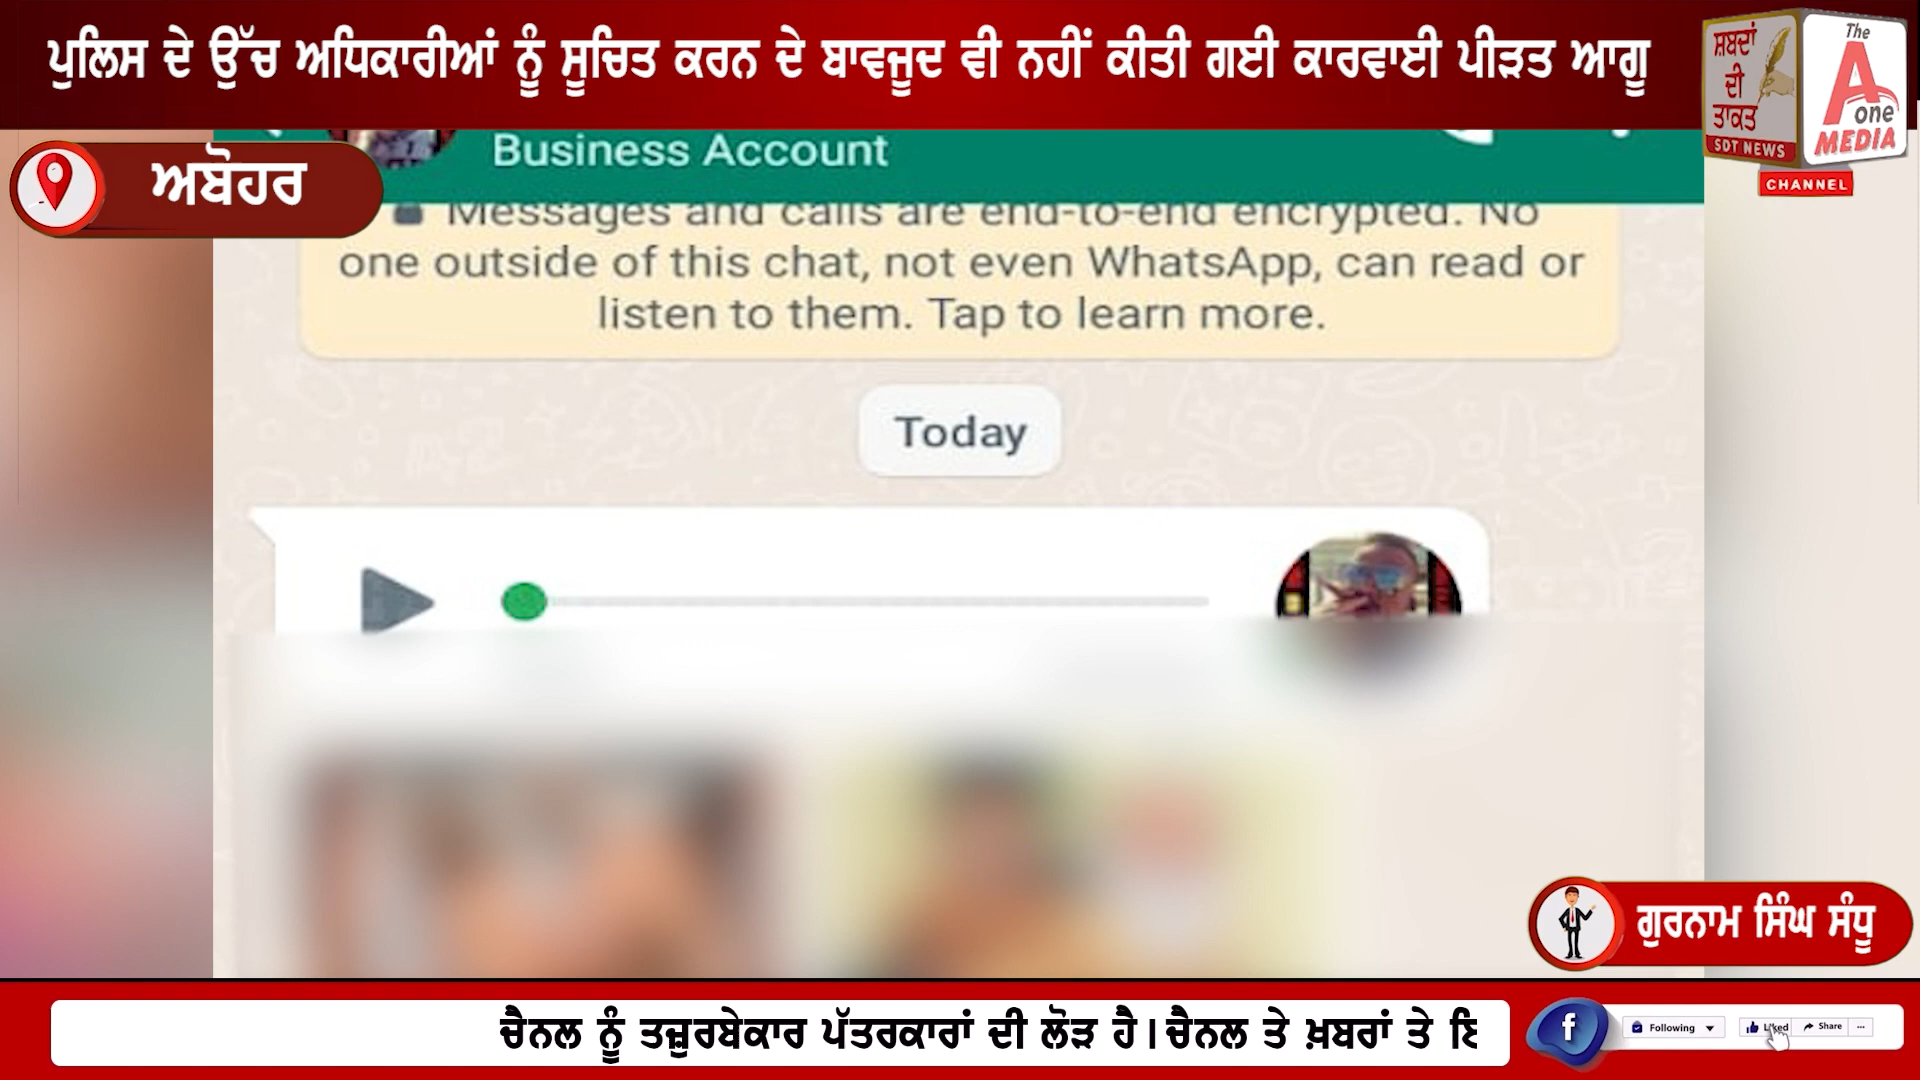 ਪੁਲਿਸ ਦੇ ਉੱਚ ਅਧਿਕਾਰੀਆਂ ਨੂੰ ਸੂਚਿਤ ਕਰਨ ਦੇ ਬਾਵਜੂਦ ਵੀ ਨਹੀਂ ਕੀਤੀ ਗਈ ਕਾਰਵਾਈ ਪੀੜਤ ਆਗੂ
ਸ਼ਬਦਾਂ
ਦੀ
ਤਾਕਤ
SDT NEWS
The
A
one
MEDIA
CHANNEL
ਅਬੋਹਰ
Business Account
Messages and calls are end-to-end encrypted. No
one outside of this chat, not even WhatsApp, can read or
listen to them. Tap to learn more.
Today
ਗੁਰਨਾਮ ਸਿੰਘ ਸੰਧੂ
ਚੈਨਲ ਨੂੰ ਤਜ਼ੁਰਬੇਕਾਰ ਪੱਤਰਕਾਰਾਂ ਦੀ ਲੋੜ ਹੈ।ਚੈਨਲ ਤੇ ਖ਼ਬਰਾਂ ਤੇ
f Following Liked Share